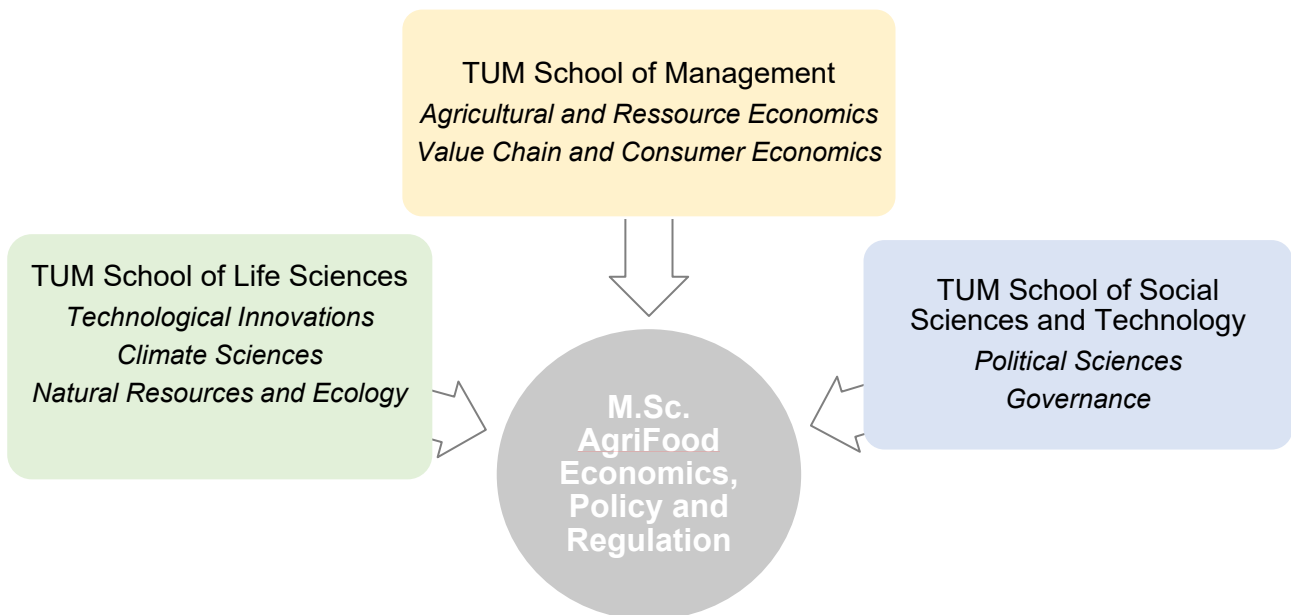 TUM School of Management
Agricultural and Ressource Economics
Value Chain and Consumer Economics
TUM School of Life Sciences
Technological Innovations
Climate Sciences
Natural Resources and Ecology
TUM School of Social
Sciences and Technology
Political Sciences
Governance
M.Sc.
AgriFood
Economics,
Policy and
Regulation